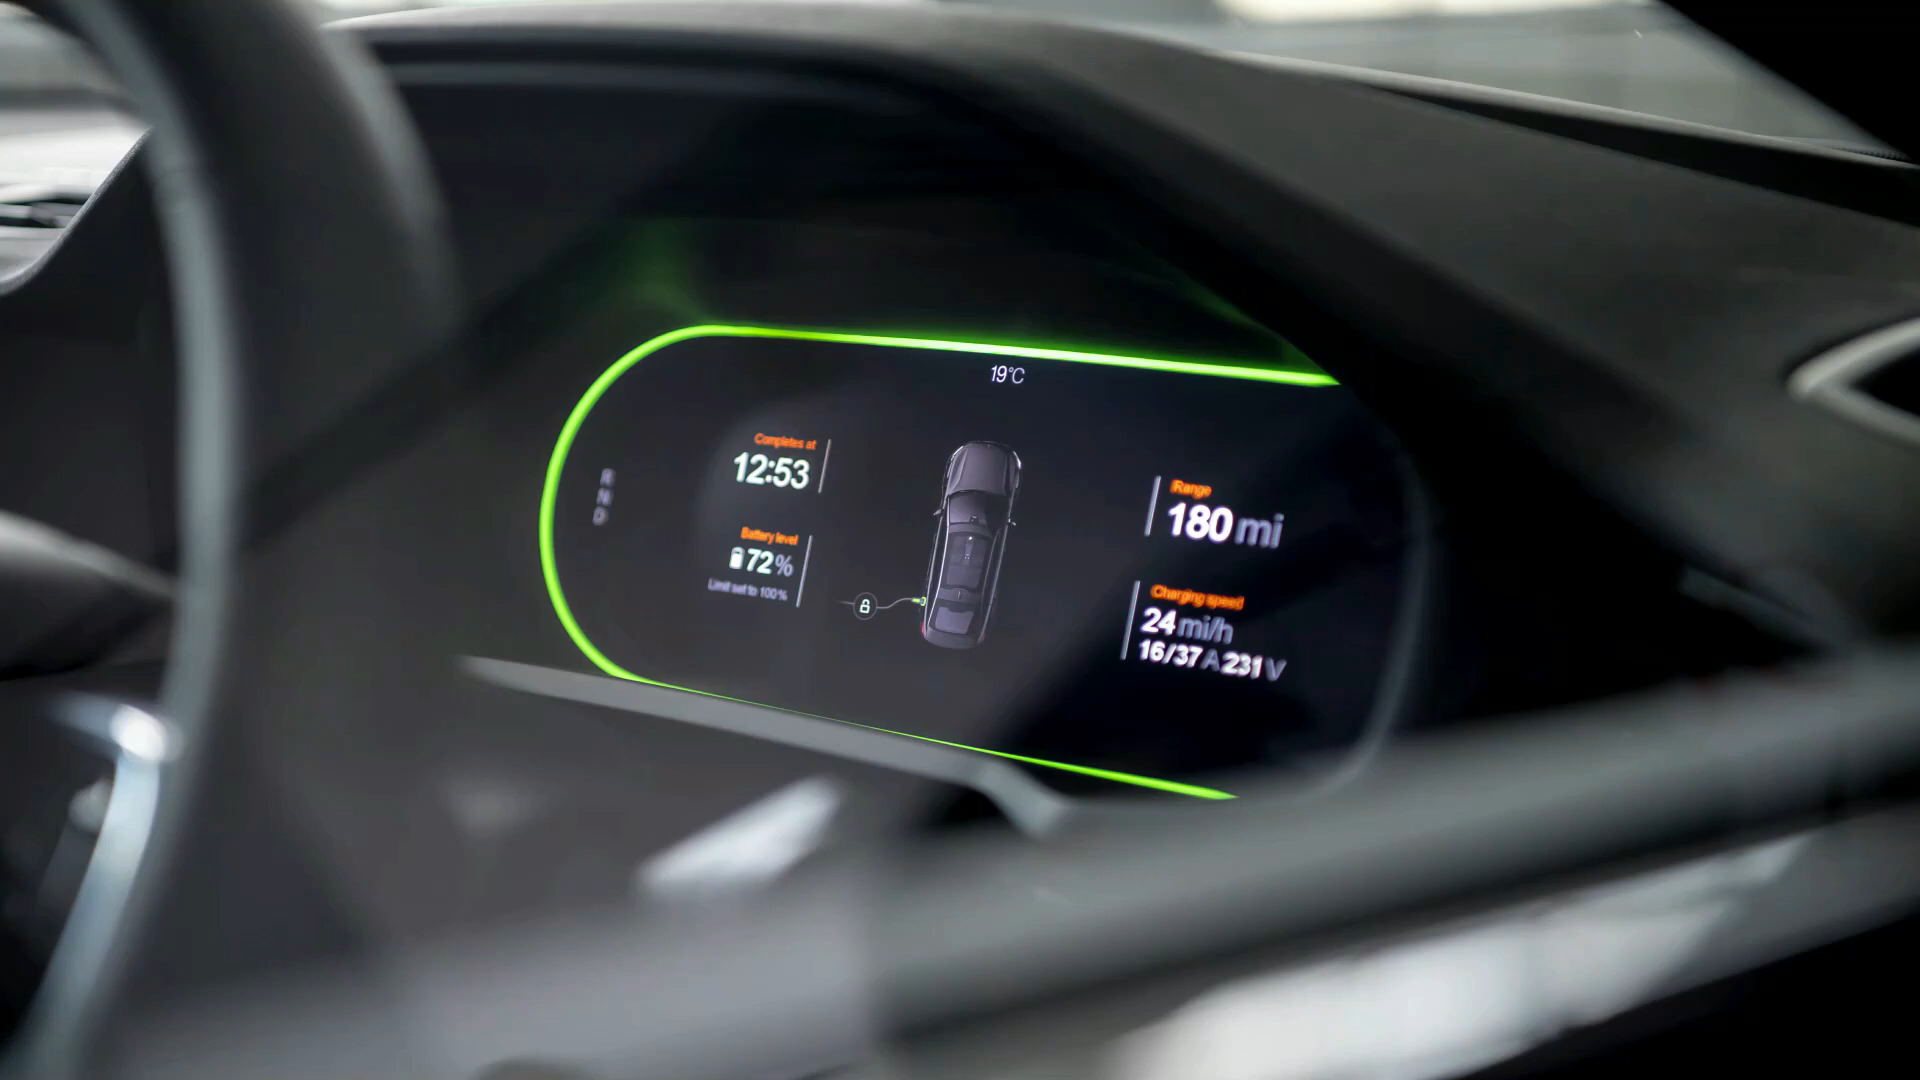 19°C
Completes at
12:53
R
N
D
Battery level
72%
Limit set to 100%
Range
180 mi
Charging speed
24 mi/h
16/37 A 231 V